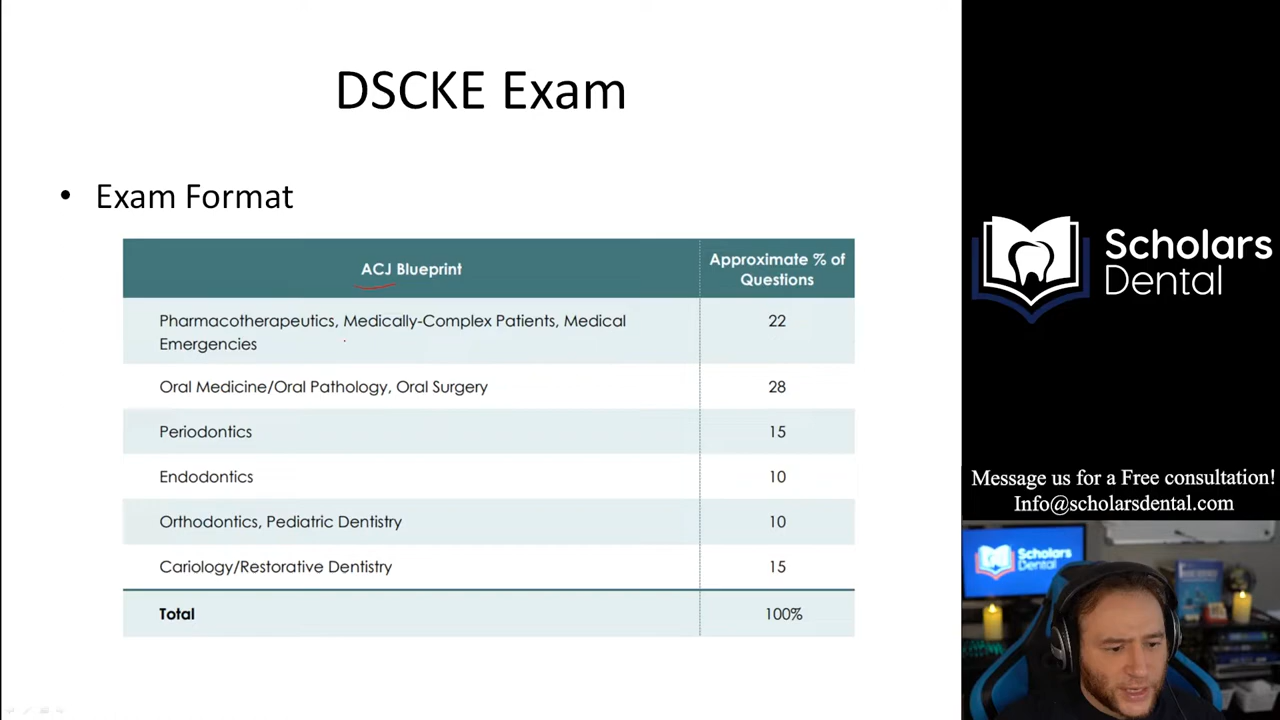 DSCKE Exam
• Exam Format
ACJ Blueprint
Approximate % of
Questions
Pharmacotherapeutics, Medically-Complex Patients, Medical
Emergencies
22
Oral Medicine/Oral Pathology, Oral Surgery
28
Periodontics
15
Endodontics
10
Orthodontics, Pediatric Dentistry
10
Cariology/Restorative Dentistry
15
Total
100%
Scholars
Dental
Message us for a Free consultation!
Info@scholarsdental.com
Scholars
Dental